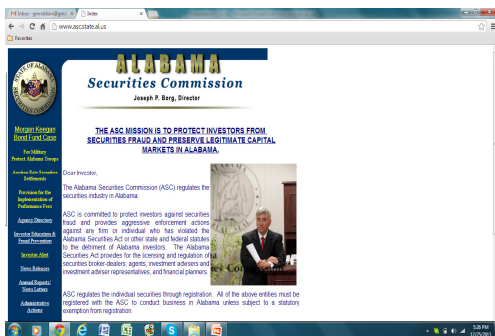 Index
www.asc.state.al.us
Favorites
STATE OF ALABAMA
SECURITIES COMMISSION
ALABAMA
Securities Commission
Joseph P. Borg, Director
Morgan Keegan
Bond Fund Case
For Military
Protect Alabama Troops
Auction Rate Securities
Settlements
Provision for the
Implementation of
Performance Fees
Agency Directory
Investor Education &
Fraud Prevention
Investor Alert
News Releases
Annual Reports/
News Letters
Administrative
Actions
THE ASC MISSION IS TO PROTECT INVESTORS FROM
SECURITIES FRAUD AND PRESERVE LEGITIMATE CAPITAL
MARKETS IN ALABAMA.
Dear Investor,
The Alabama Securities Commission (ASC) regulates the
securities industry in Alabama.
ASC is committed to protect investors against securities
fraud and provides aggressive enforcement actions
against any firm or individual who has violated the
Alabama Securities Act or other state and federal statutes
to the detriment of Alabama investors. The Alabama
Securities Act provides for the licensing and regulation of
securities broker-dealers, agents, investment advisers and
investment adviser representatives, and financial planners.
ASC regulates the individual securities through registration. All of the above entities must be
registered with the ASC to conduct business in Alabama unless subject to a statutory
exemption from registration.
5:26 PM
12/25/2013